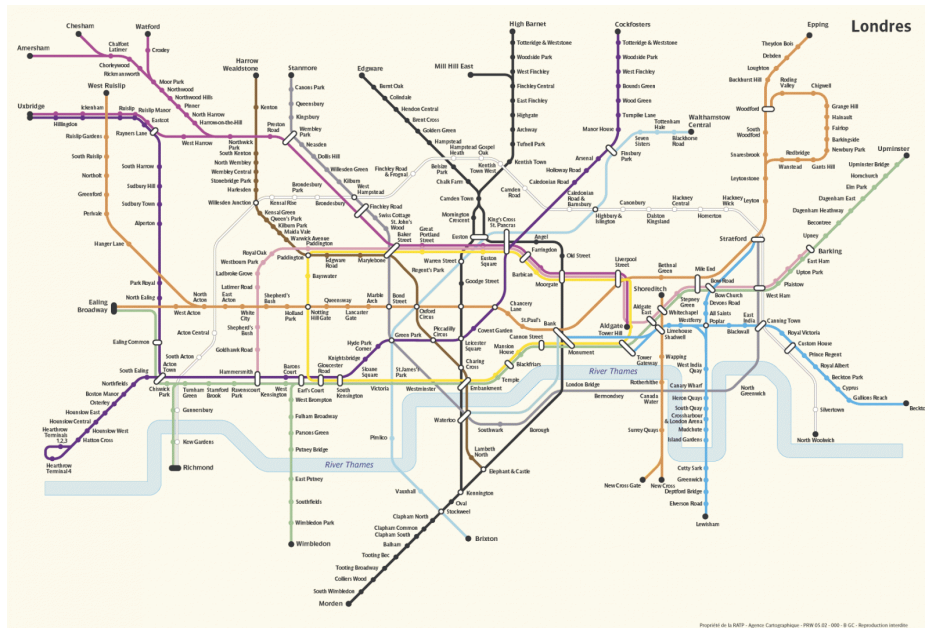 Londres
Chesham
Watford
High Barnet
Cockfosters
Epping
Amersham
Chalfont
Latimer
Croxley
Chorleywood
Rickmansworth
Moor Park
Northwood
Northwood Hills
Pinner
North Harrow
Harrow-on-the-Hill
Harrow
Wealdstone
Stanmore
Edgware
Mill Hill East
Totteridge & Weststone
Woodside Park
West Finchley
Finchley Central
East Finchley
Highgate
Archway
Tufnell Park
Kentish Town
Totteridge & Weststone
Woodside Park
West Finchley
Bounds Green
Wood Green
Turnpike Lane
Manor House
Theydon Bois
Debden
Loughton
Buckhurst Hill
Roding
Valley
Chigwell
Grange Hill
Hainault
Fairlop
Barkingside
Newbury Park
Gants Hill
Redbridge
Wanstead
Woodford
South
Woodford
Snaresbrook
Leytonstone
Leyton
Stratford
West Ruislip
Uxbridge
Hillingdon
Ickenham
Ruislip
Ruislip Manor
Eastcot
Rayners Lane
West Harrow
Ruislip Gardens
South Ruislip
Northolt
Greenford
Perivale
Hanger Lane
South Harrow
Sudbury Hill
Sudbury Town
Alperton
Park Royal
North Ealing
Kenton
Preston
Road
Northwick
Park
South Kenton
North Wembley
Wembley Central
Stonebridge Park
Harlesden
Willesden Junction
Canons Park
Queensbury
Kingsbury
Wembley
Park
Neasden
Dollis Hill
Willesden Green
Kilburn
West
Hampstead
Finchley Road
Swiss Cottage
St. John's
Wood
Baker
Street
Burnt Oak
Colindale
Hendon Central
Brent Cross
Golders Green
Hampstead
Belsize
Park
Chalk Farm
Camden Town
Mornington
Crescent
Euston
Finchley Road
& Frognal
Hampstead
Heath
Gospel
Oak
Kentish
Town West
Camden
Road
Caledonian
Road &
Barnsbury
Highbury &
Islington
Canonbury
Dalston
Kingsland
Hackney
Central
Homerton
Hackney
Wick
Tottenham
Hale
Seven
Sisters
Blackhorse
Road
Walthamstow
Central
Finsbury
Park
Arsenal
Holloway Road
Caledonian Road
Kensal Rise
Brondesbury
Park
Brondesbury
Kensal Green
Queen's Park
Kilburn Park
Maida Vale
Warwick Avenue
Paddington
Paddington
Royal Oak
Westbourne Park
Ladbroke Grove
Latimer Road
Edgware
Road
Marylebone
Great
Portland
Street
Regent's Park
Warren Street
Euston
Square
King's Cross
St. Pancras
Angel
Farringdon
Barbican
Old Street
Moorgate
Liverpool
Street
Bethnal
Green
Mile End
Bow Road
Bow Church
Stepney
Green
Shoreditch
Whitechapel
Aldgate
East
Aldgate
Upminster
Upminster Bridge
Hornchurch
Elm Park
Dagenham East
Dagenham Heathway
Becontree
Upney
Barking
East Ham
Upton Park
Plaistow
West Ham
Bayswater
Goodge Street
Ealing
Broadway
Ealing Common
West Acton
North
Acton
East
Acton
White
City
Shepherd's
Bush
Holland
Park
Notting
Hill Gate
Queensway
Lancaster
Gate
Marble
Arch
Bond
Street
Oxford
Circus
Chancery
Lane
St.Paul's
Bank
Covent Garden
Leicester
Square
Piccadilly
Circus
Green Park
Hyde Park
Corner
Knightsbridge
Sloane
Square
St.James's
Park
Charing
Cross
Embankment
Temple
Blackfriars
Mansion
House
Cannon Street
Monument
Tower Hill
Tower
Gateway
Shadwell
Limehouse
Westferry
Poplar
All Saints
Devons Road
Blackwall
East
India
Canning Town
Royal Victoria
Custom House
Prince Regent
Royal Albert
Beckton Park
Cyprus
Gallions Reach
Beckto
Silvertown
North Woolwich
North
Greenwich
Acton Central
South Acton
Shepherd's
Bush
Goldhawk Road
Hammersmith
South Ealing
Acton
Town
Northfields
Boston Manor
Osterley
Hounslow East
Hounslow Central
Hounslow West
Hatton Cross
Heathrow
Terminals
1,2,3
Heathrow
Terminal 4
Chiswick
Park
Turnham
Green
Stamford
Brook
Ravenscourt
Park
West
Kensington
Barons
Court
Earl's Court
Gloucester
Road
South
Kensington
Victoria
Westminster
Gunnersbury
Kew Gardens
Richmond
West Brompton
Fulham Broadway
Parsons Green
Putney Bridge
East Putney
Southfields
Wimbledon Park
Wimbledon
River Thames
River Thames
Pimlico
Vauxhall
Stockwell
Brixton
Waterloo
Southwark
London Bridge
Borough
Bermondsey
Canada
Water
Lambeth
North
Elephant & Castle
Kennington
Oval
Clapham North
Clapham Common
Clapham South
Balham
Tooting Bec
Tooting Broadway
Colliers Wood
South Wimbledon
Morden
Wapping
Rotherhithe
Surrey Quays
New Cross Gate
New Cross
West India
Quay
Canary Wharf
Heron Quays
South Quay
Crossharbour
& London Arena
Mudchute
Island Gardens
Cutty Sark
Greenwich
Deptford Bridge
Elverson Road
Lewisham
Propriété de la RATP - Agence Cartographique - PRW 05.02 - 000 - B GC - Reproduction interdite